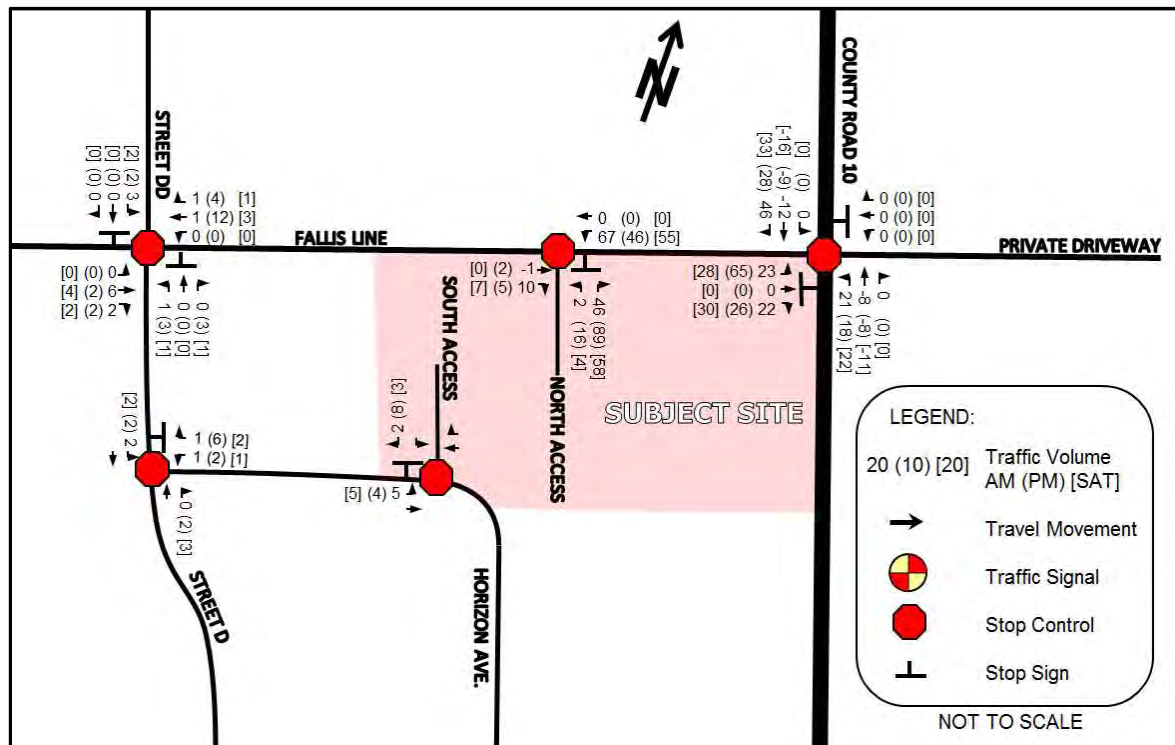 STREET DD
[2] (2) 3
[0] (0) 0
[0] (0) 0
1 (4) [1]
1 (12) [3]
0 (0) [0]
FALLIS LINE
[0] (0) 0
[4] (2) 6
[2] (2) 2
1 (3) [1]
0 (0) [0]
0 (3) [1]
N
COUNTY ROAD 10
[0] (0) 0
[-16] (-9) -12
[33] (28) 46
0 (0) [0]
0 (0) [0]
0 (0) [0]
PRIVATE DRIVEWAY
0 (0) [0]
67 (46) [55]
[0] (2) -1
[7] (5) 10
2 (16) [4]
46 (89) [58]
NORTH ACCESS
[28] (65) 23
[0] (0) 0
[30] (26) 22
21 (18) [22]
-8 (-8) [-11]
0 (0) [0]
SOUTH ACCESS
[3] (8) 2
SUBJECT SITE
[2] (2) 2
1 (6) [2]
1 (2) [1]
0 (2) [3]
[5] (4) 5
STREET D
HORIZON AVE.
LEGEND:
20 (10) [20] Traffic Volume
AM (PM) [SAT]
Travel Movement
Traffic Signal
Stop Control
Stop Sign
NOT TO SCALE